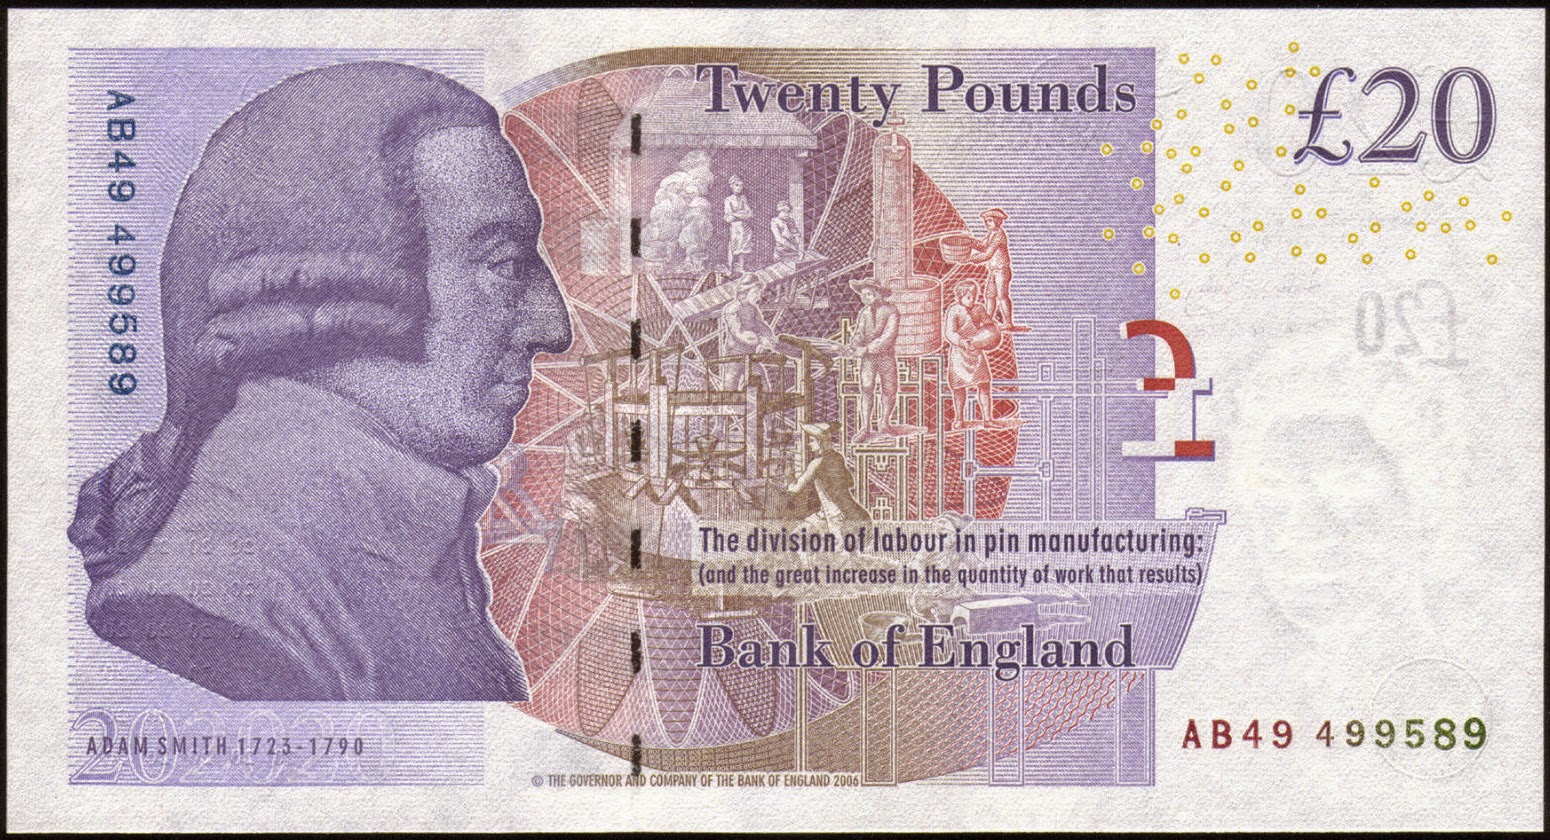 Twenty Pounds
£20
AB49 499589
£20
The division of labour in pin manufacturing:
(and the great increase in the quantity of work that results)
Bank of England
AB49 499589
202020
ADAM SMITH 1723-1790
© THE GOVERNOR AND COMPANY OF THE BANK OF ENGLAND 2006